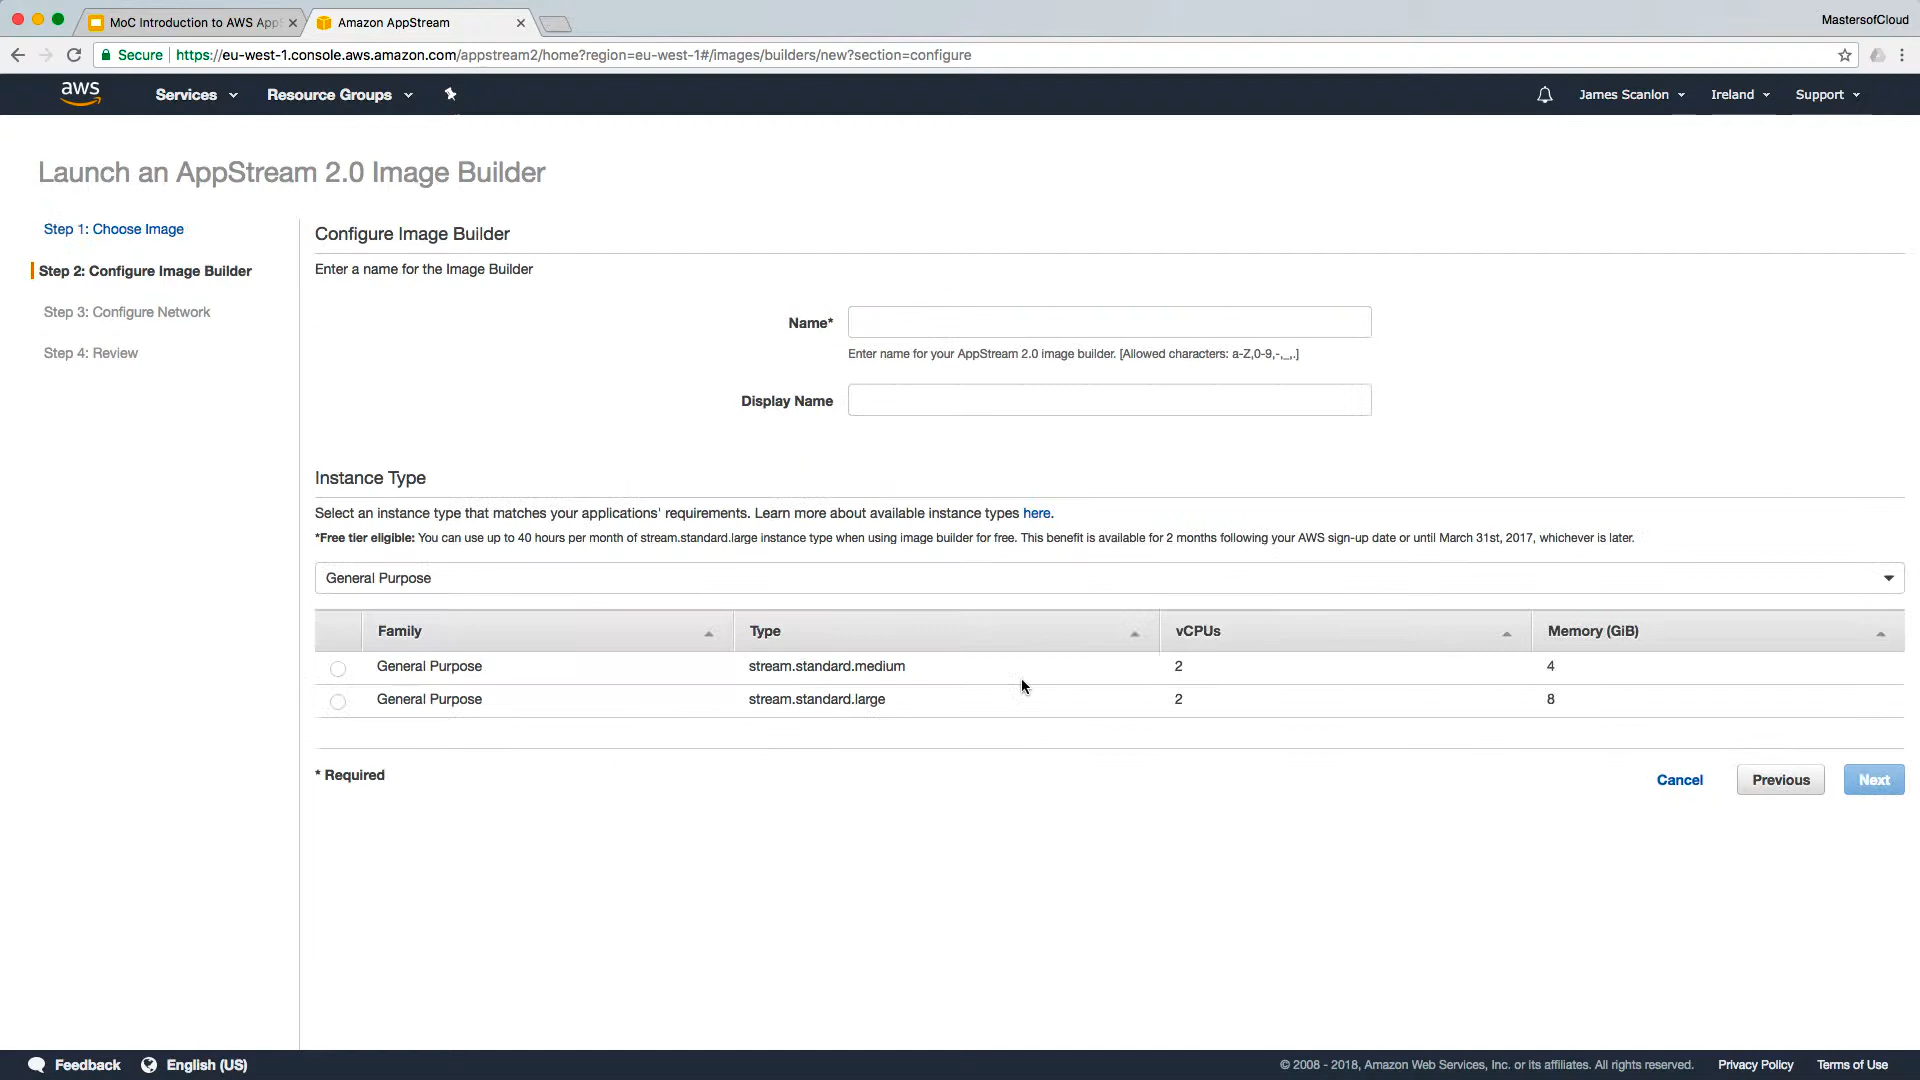 MoC Introduction to AWS App
Amazon AppStream
MastersofCloud
Secure https://eu-west-1.console.aws.amazon.com/appstream2/home?region=eu-west-1#/images/builders/new?section=configure
aws Services Resource Groups James Scanlon Ireland Support
Launch an AppStream 2.0 Image Builder
Step 1: Choose Image
Step 2: Configure Image Builder
Step 3: Configure Network
Step 4: Review
Configure Image Builder
Enter a name for the Image Builder
Name*
Enter name for your AppStream 2.0 image builder. [Allowed characters: a-Z,0-9,-,_,.]
Display Name
Instance Type
Select an instance type that matches your applications' requirements. Learn more about available instance types here.
*Free tier eligible: You can use up to 40 hours per month of stream.standard.large instance type when using image builder for free. This benefit is available for 2 months following your AWS sign-up date or until March 31st, 2017, whichever is later.
General Purpose
Family Type vCPUs Memory (GiB)
General Purpose stream.standard.medium 2 4
General Purpose stream.standard.large 2 8
* Required
Cancel Previous Next
Feedback English (US) © 2008 - 2018, Amazon Web Services, Inc. or its affiliates. All rights reserved. Privacy Policy Terms of Use